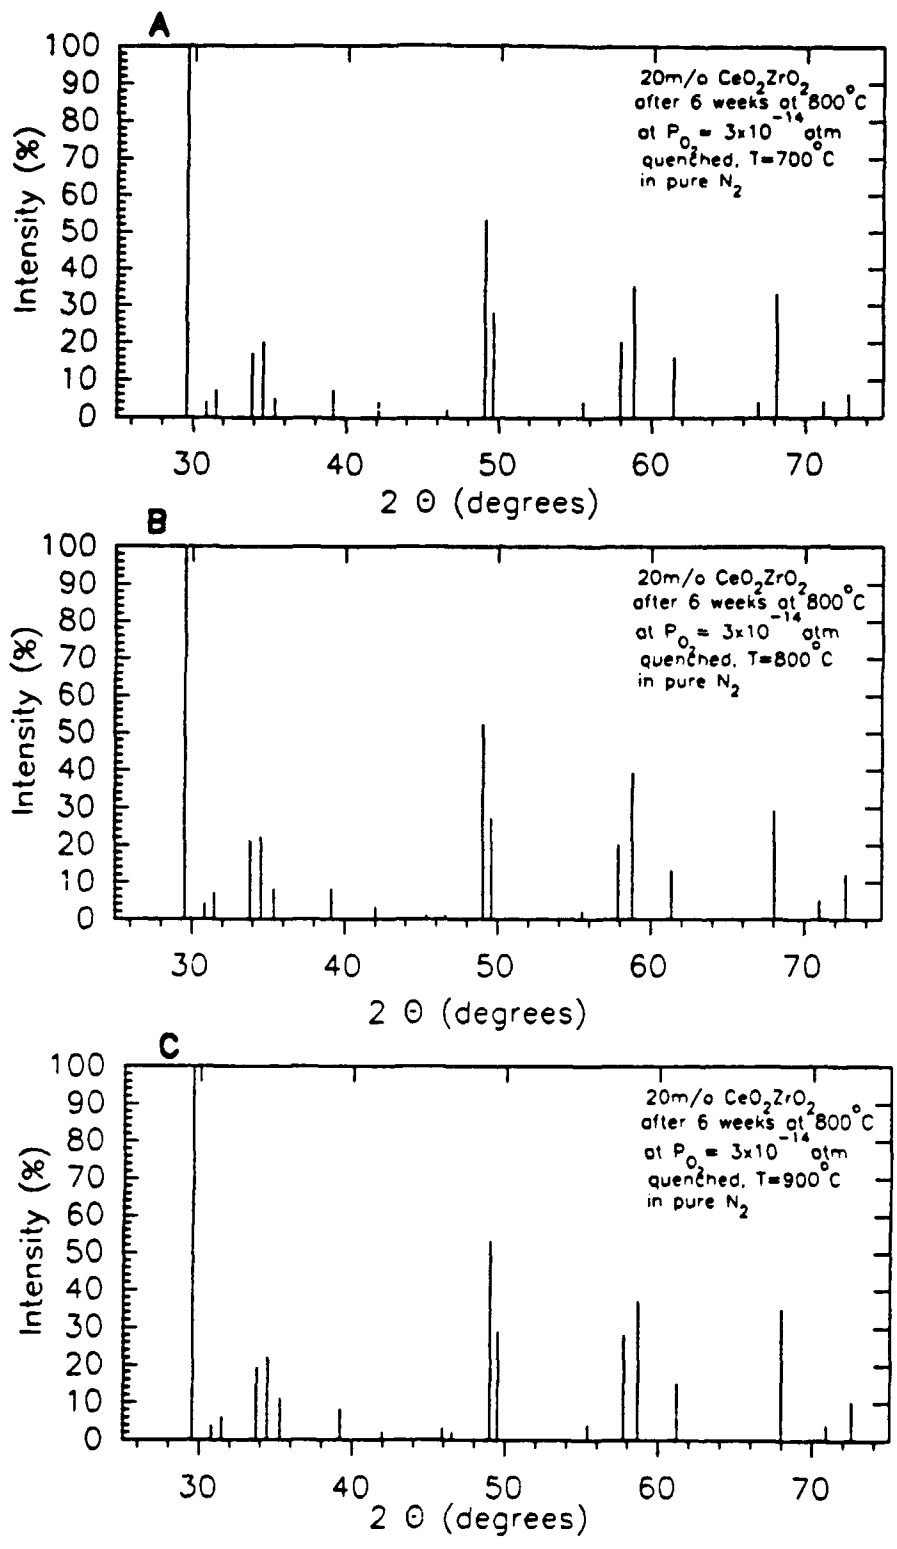 A
100
90
80
70
60
50
40
30
20
10
0
Intensity (%)
20m/o CeO₂ZrO₂
after 6 weeks at 800°C
at P_O₂ = 3x10⁻¹⁴ atm
quenched, T=700°C
in pure N₂
30 40 50 60 70
2 Θ (degrees)
B
100
90
80
70
60
50
40
30
20
10
0
Intensity (%)
20m/o CeO₂ZrO₂
after 6 weeks at 800°C
at P_O₂ = 3x10⁻¹⁴ atm
quenched, T=800°C
in pure N₂
30 40 50 60 70
2 Θ (degrees)
C
100
90
80
70
60
50
40
30
20
10
0
Intensity (%)
20m/o CeO₂ZrO₂
after 6 weeks at 800°C
at P_O₂ = 3x10⁻¹⁴ atm
quenched, T=900°C
in pure N₂
30 40 50 60 70
2 Θ (degrees)